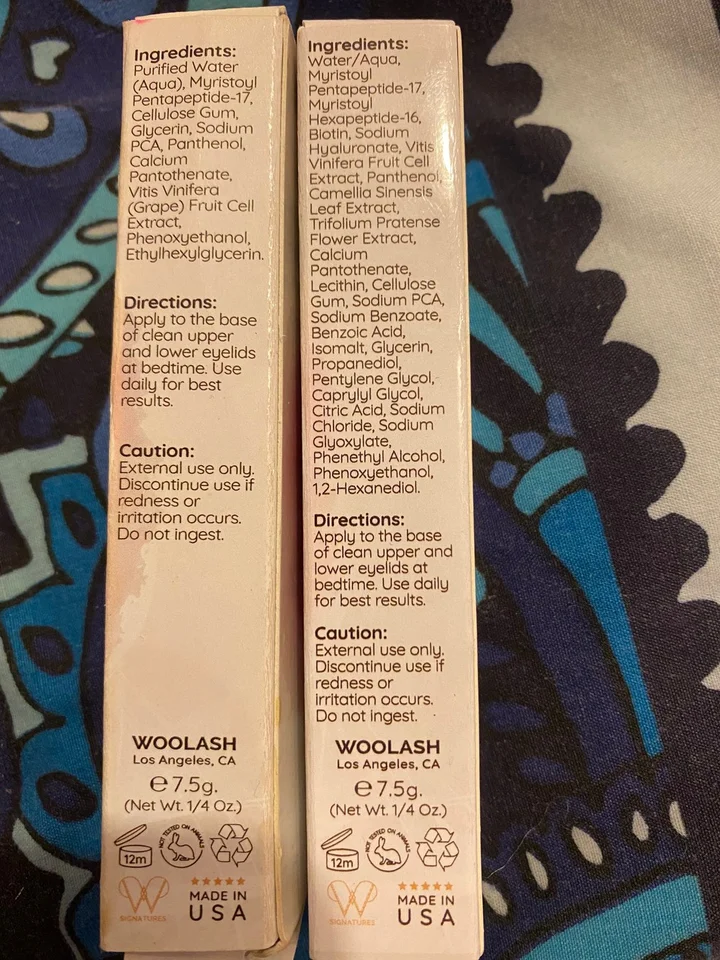 Ingredients:
Purified Water
(Aqua), Myristoyl
Pentapeptide-17,
Cellulose Gum,
Glycerin, Sodium
PCA, Panthenol,
Calcium
Pantothenate,
Vitis Vinifera
(Grape) Fruit Cell
Extract,
Phenoxyethanol,
Ethylhexylglycerin.
Directions:
Apply to the base
of clean upper
and lower eyelids
at bedtime. Use
daily for best
results.
Caution:
External use only.
Discontinue use if
redness or
irritation occurs.
Do not ingest.
WOOLASH
Los Angeles, CA
℮ 7.5g.
(Net Wt. 1/4 Oz.)
12m
NOT TESTED ON ANIMALS
SIGNATURES
MADE IN
USA
Ingredients:
Water/Aqua,
Myristoyl
Pentapeptide-17,
Myristoyl
Hexapeptide-16,
Biotin, Sodium
Hyaluronate, Vitis
Vinifera Fruit Cell
Extract, Panthenol,
Camellia Sinensis
Leaf Extract,
Trifolium Pratense
Flower Extract,
Calcium
Pantothenate,
Lecithin, Cellulose
Gum, Sodium PCA,
Sodium Benzoate,
Benzoic Acid,
Isomalt, Glycerin,
Propanediol,
Pentylene Glycol,
Caprylyl Glycol,
Citric Acid, Sodium
Chloride, Sodium
Glyoxylate,
Phenethyl Alcohol,
Phenoxyethanol,
1,2-Hexanediol.
Directions:
Apply to the base
of clean upper and
lower eyelids at
bedtime. Use daily
for best results.
Caution:
External use only.
Discontinue use if
redness or
irritation occurs.
Do not ingest.
WOOLASH
Los Angeles, CA
℮ 7.5g.
(Net Wt. 1/4 Oz.)
12m
NOT TESTED ON ANIMALS
SIGNATURES
MADE IN
USA